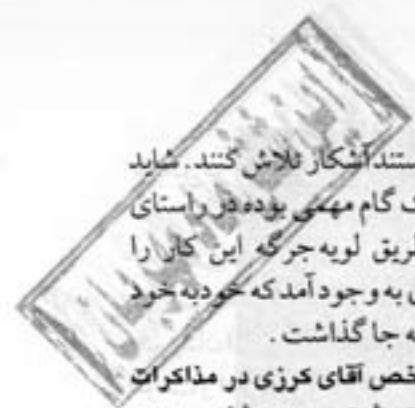 ستند آشکار تلاش کنند. شاید
ک گام مهمی بوده در راستای
طریق لویه جرگه این کار را
ی به وجود آمد که خود به خود
ه جا گذاشت.
خص آقای کرزی در مذاکرات